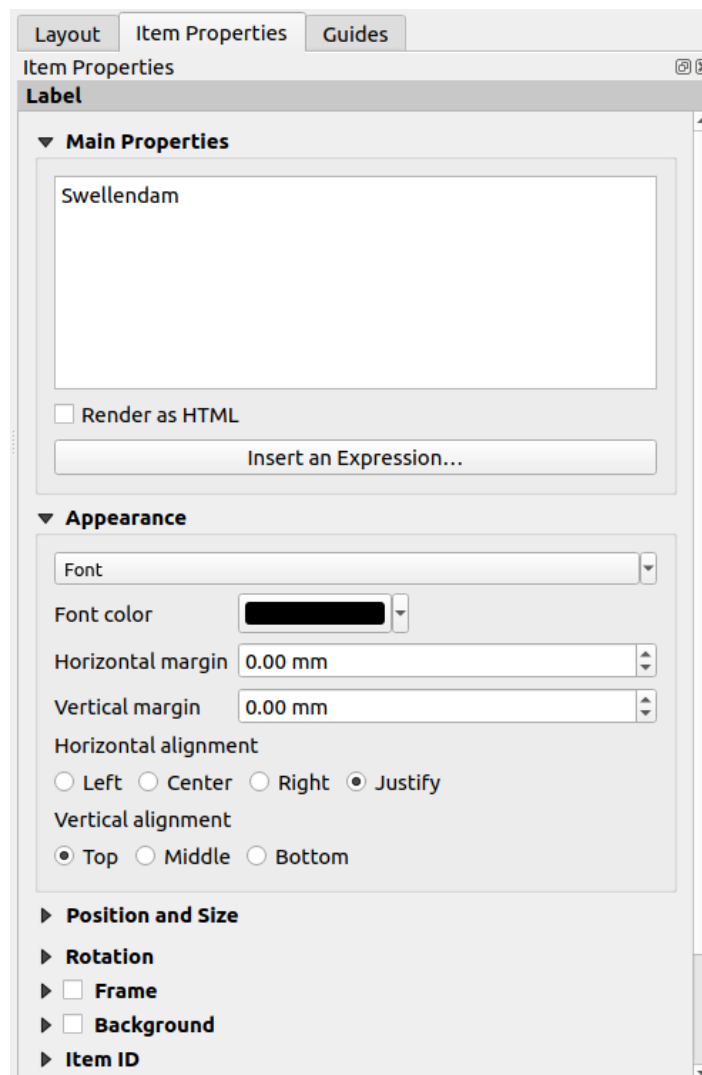 Layout Item Properties Guides
Item Properties
Label
Main Properties
Swellendam
Render as HTML
Insert an Expression...
Appearance
Font
Font color
Horizontal margin 0.00 mm
Vertical margin 0.00 mm
Horizontal alignment
Left Center Right Justify
Vertical alignment
Top Middle Bottom
Position and Size
Rotation
Frame
Background
Item ID